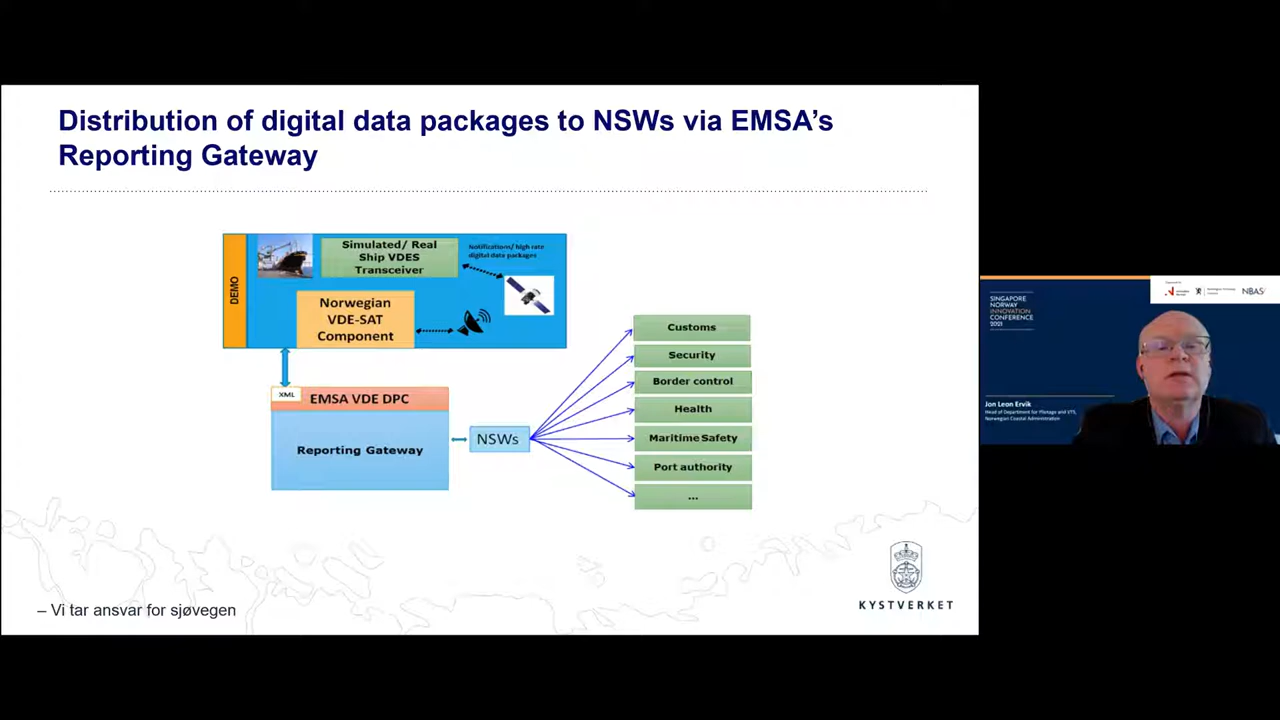 Distribution of digital data packages to NSWs via EMSA's
Reporting Gateway
DEMO
Simulated/ Real
Ship VDES
Transceiver
Notifications/ high rate
digital data packages
Norwegian
VDE-SAT
Component
XML
EMSA VDE DPC
Reporting Gateway
NSWs
Customs
Security
Border control
Health
Maritime Safety
Port authority
...
– Vi tar ansvar for sjøvegen
KYSTVERKET
SINGAPORE
NORWAY
INNOVATION
CONFERENCE
2021
NBAS
Jon Leon Ervik
Head of Department for Pilotage and VTS,
Norwegian Coastal Administration